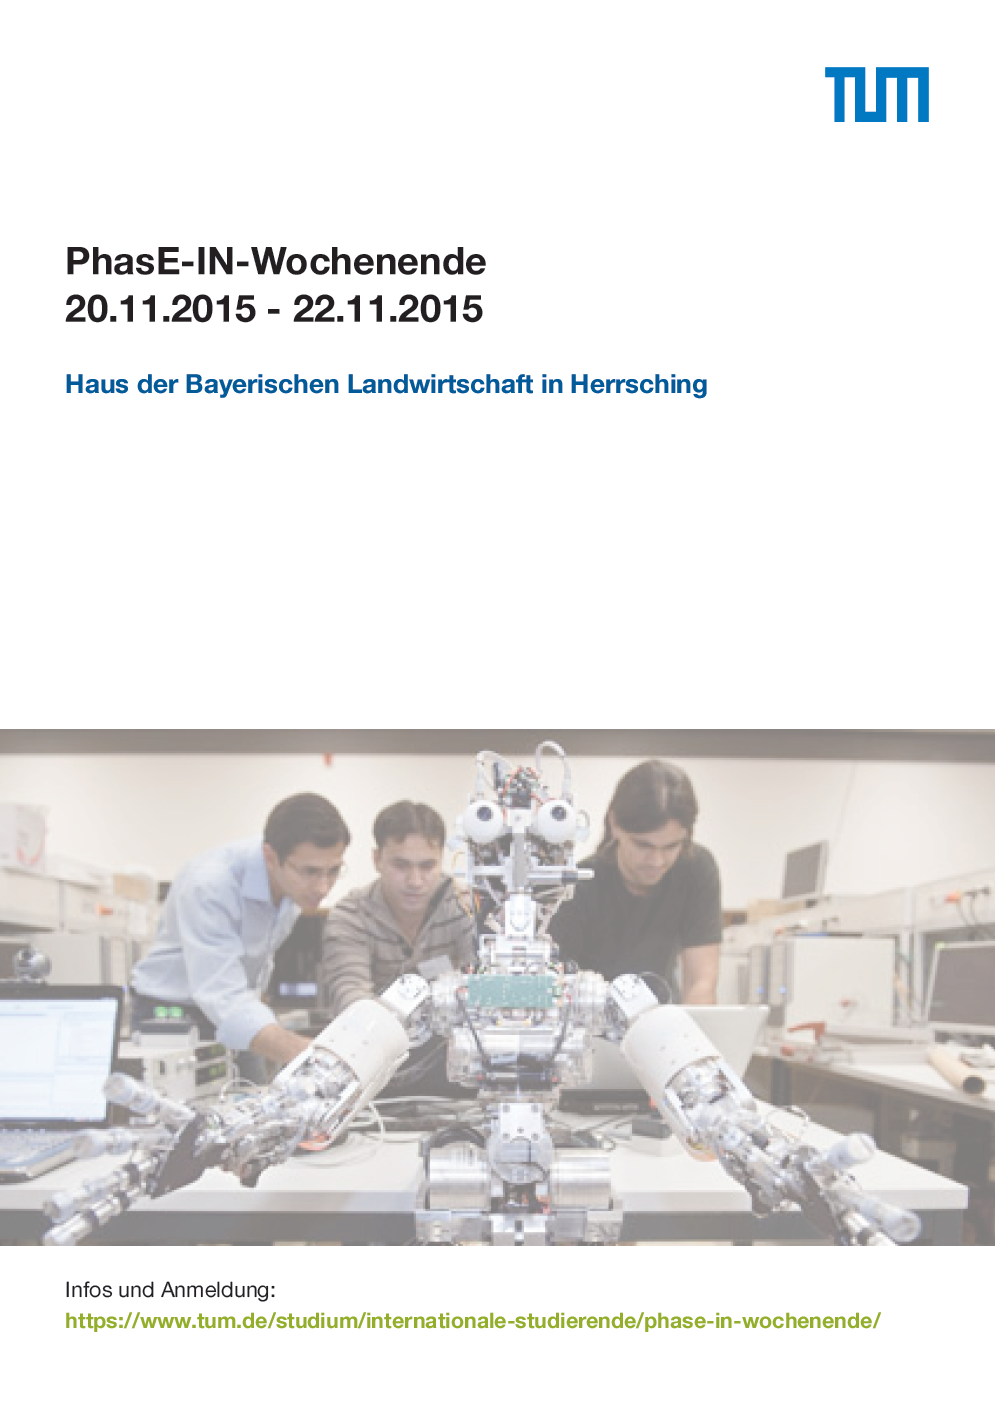 TUM
PhasE-IN-Wochenende
20.11.2015 - 22.11.2015
Haus der Bayerischen Landwirtschaft in Herrsching
Infos und Anmeldung:
https://www.tum.de/studium/internationale-studierende/phase-in-wochenende/